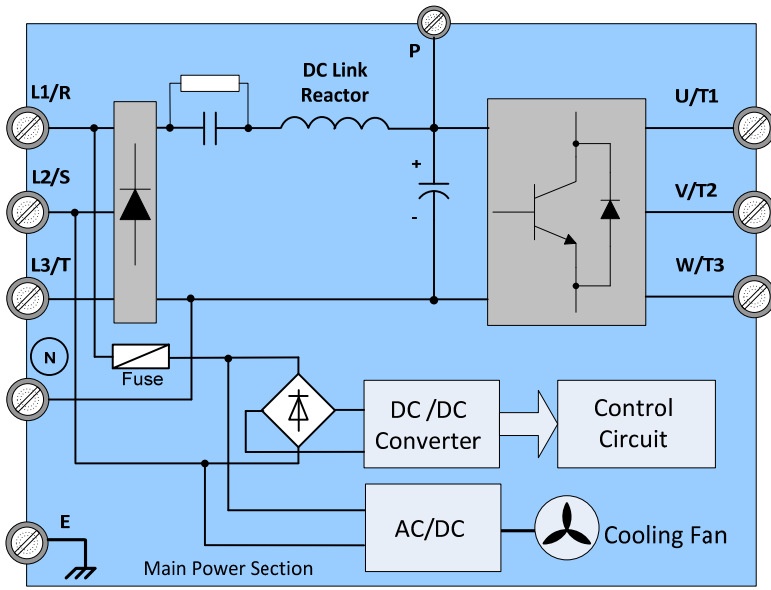 P
L1/R
DC Link
Reactor
U/T1
+
-
L2/S
V/T2
L3/T
W/T3
N
Fuse
DC /DC
Converter
Control
Circuit
E
AC/DC
Cooling Fan
Main Power Section